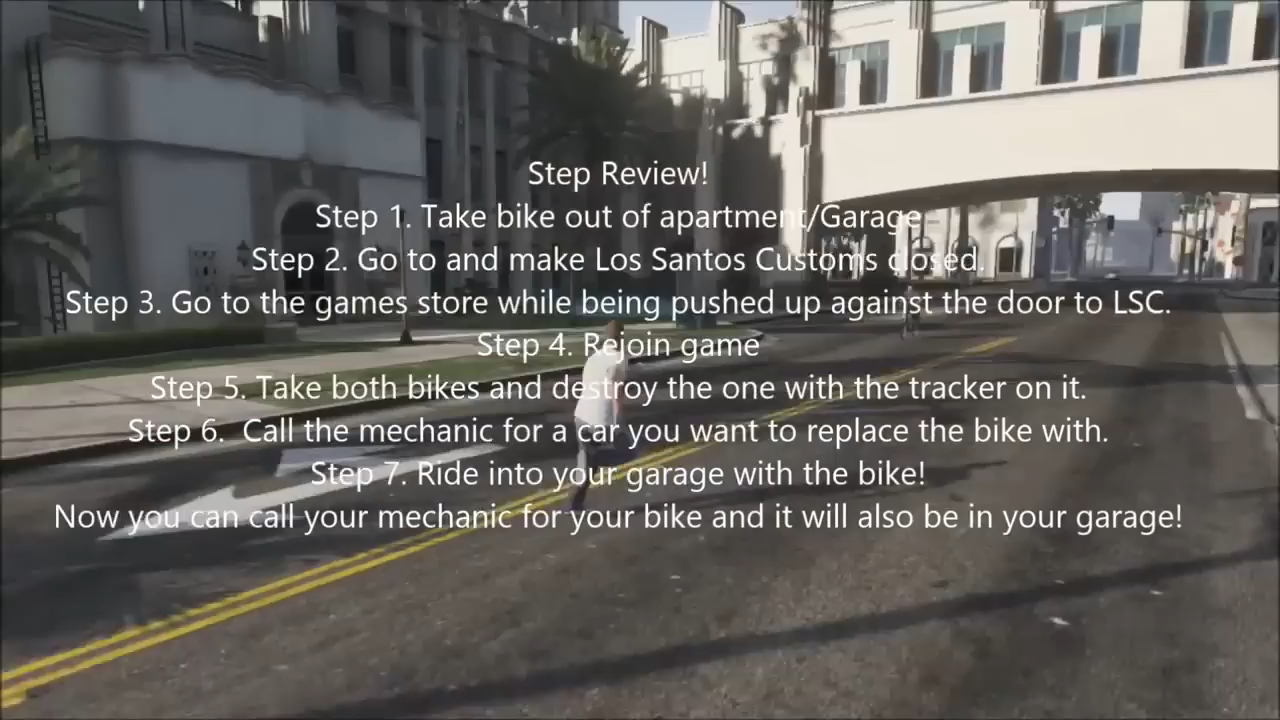 Step Review!
Step 1. Take bike out of apartment/Garage
Step 2. Go to and make Los Santos Customs closed.
Step 3. Go to the games store while being pushed up against the door to LSC.
Step 4. Rejoin game
Step 5. Take both bikes and destroy the one with the tracker on it.
Step 6.  Call the mechanic for a car you want to replace the bike with.
Step 7. Ride into your garage with the bike!
Now you can call your mechanic for your bike and it will also be in your garage!